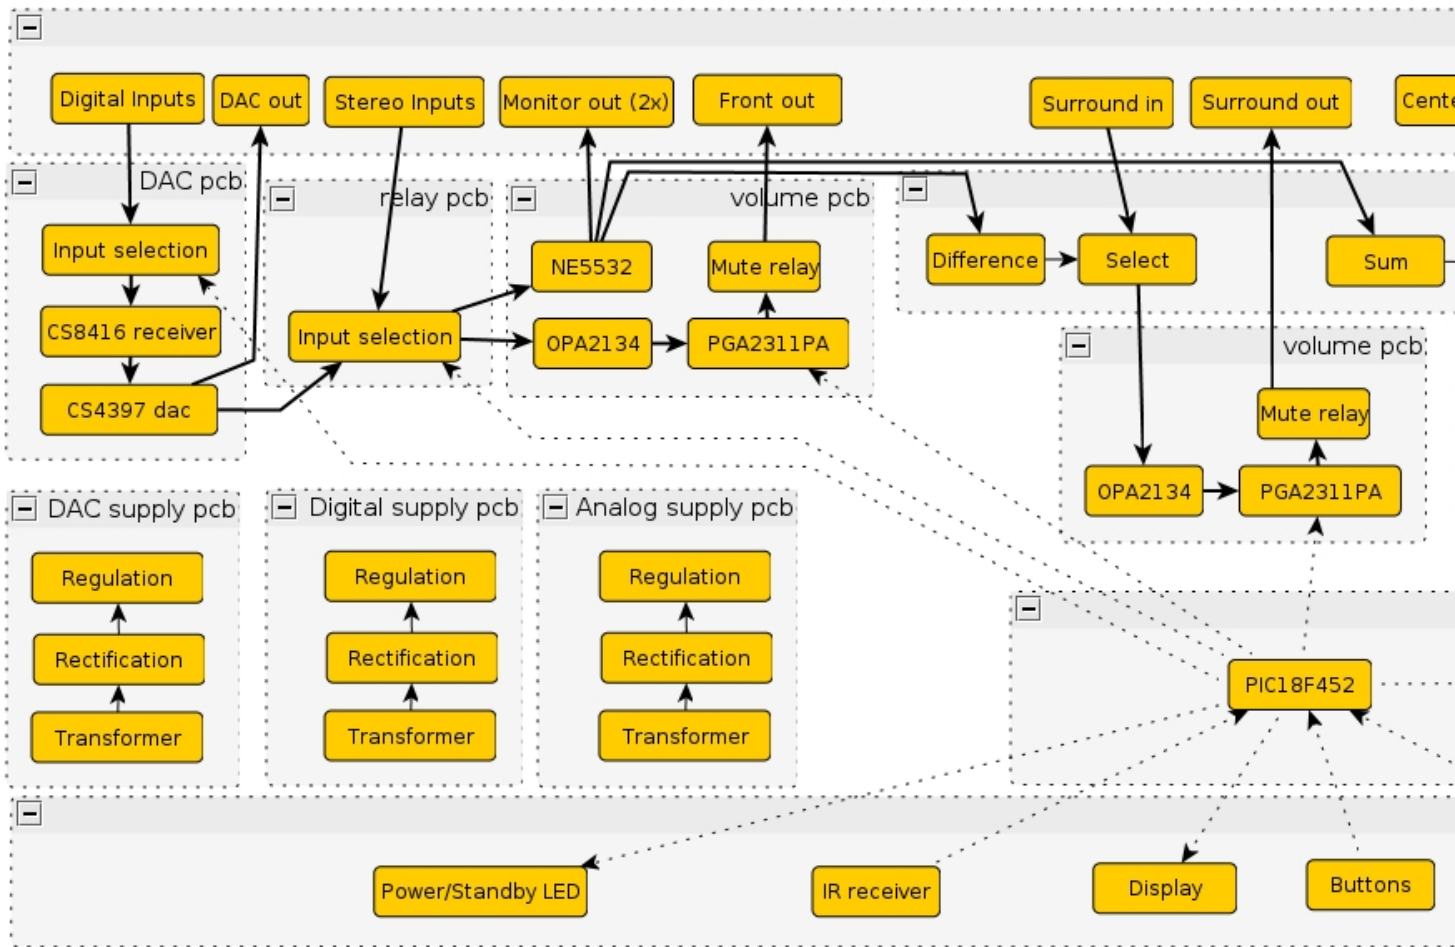 Digital Inputs
DAC out
Stereo Inputs
Monitor out (2x)
Front out
Surround in
Surround out
Cente
DAC pcb
relay pcb
volume pcb
Input selection
CS8416 receiver
CS4397 dac
Input selection
NE5532
Mute relay
OPA2134
PGA2311PA
Difference
Select
Sum
volume pcb
Mute relay
OPA2134
PGA2311PA
DAC supply pcb
Digital supply pcb
Analog supply pcb
Regulation
Regulation
Regulation
Rectification
Rectification
Rectification
Transformer
Transformer
Transformer
PIC18F452
Power/Standby LED
IR receiver
Display
Buttons